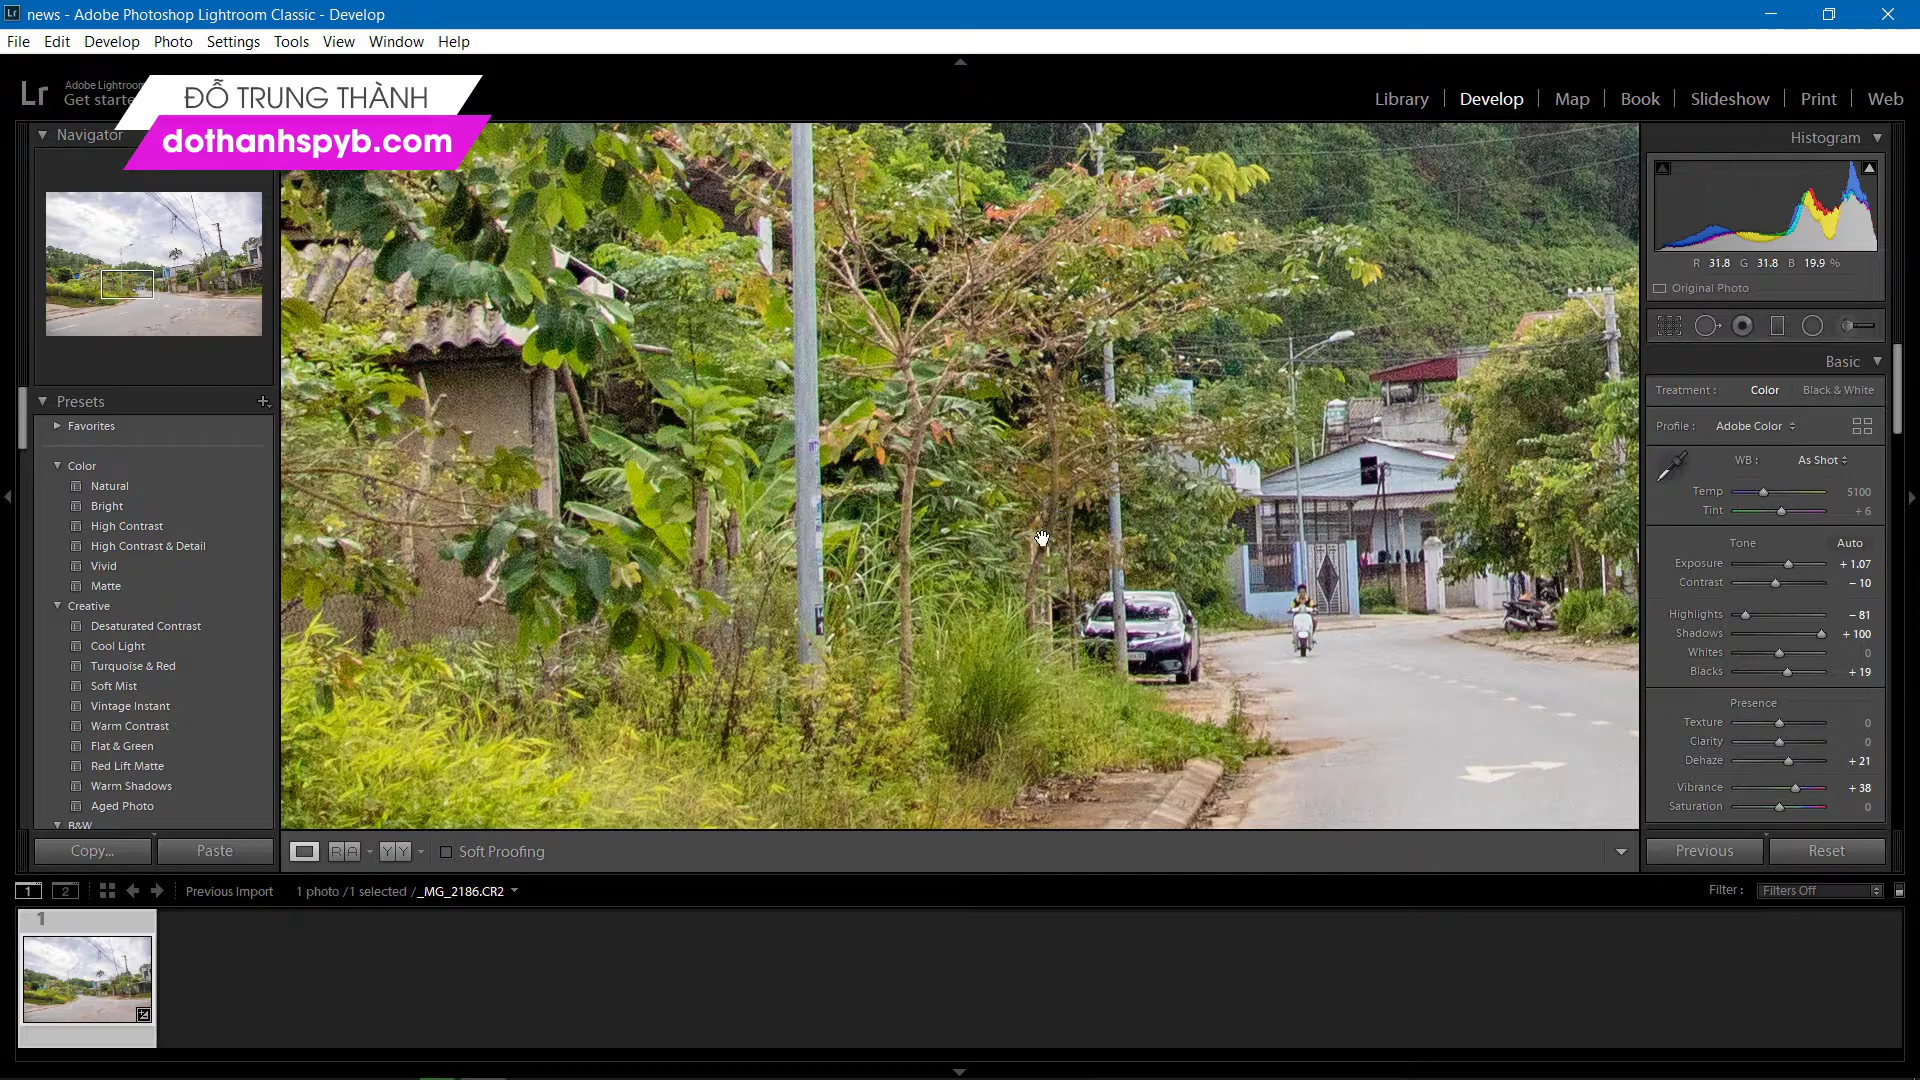 news - Adobe Photoshop Lightroom Classic - Develop
File Edit Develop Photo Settings Tools View Window Help
Lr Adobe Lightroom
Get starte
ĐỖ TRUNG THÀNH
dothanhspyb.com
Library Develop Map Book Slideshow Print Web
Navigator
Presets
Favorites
Color
Natural
Bright
High Contrast
High Contrast & Detail
Vivid
Matte
Creative
Desaturated Contrast
Cool Light
Turquoise & Red
Soft Mist
Vintage Instant
Warm Contrast
Flat & Green
Red Lift Matte
Warm Shadows
Aged Photo
B&W
Copy... Paste
Histogram
R 31.8 G 31.8 B 19.9 %
Original Photo
Basic
Treatment : Color Black & White
Profile : Adobe Color
WB : As Shot
Temp 5100
Tint + 6
Tone Auto
Exposure + 1.07
Contrast – 10
Highlights – 81
Shadows + 100
Whites 0
Blacks + 19
Presence
Texture 0
Clarity 0
Dehaze + 21
Vibrance + 38
Saturation 0
Previous Reset
R A Y Y Soft Proofing
1 2 Previous Import 1 photo /1 selected /_MG_2186.CR2 Filter : Filters Off
1